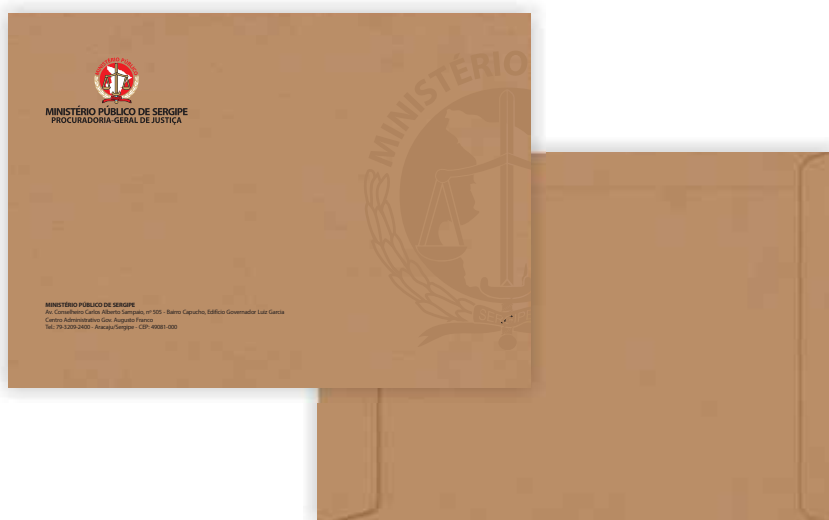 MINISTÉRIO PÚBLICO
MINISTÉRIO PÚBLICO DE SERGIPE
PROCURADORIA-GERAL DE JUSTIÇA
MINISTÉRIO
MINISTÉRIO PÚBLICO DE SERGIPE
Av. Conselheiro Carlos Alberto Sampaio, nº 505 - Bairro Capucho, Edifício Governador Luiz Garcia
Centro Administrativo Gov. Augusto Franco
Tel.: 79-3209-2400 - Aracaju/Sergipe - CEP: 49081-000